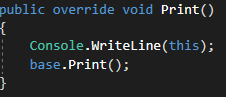 public override void Print()
{
    Console.WriteLine(this);
    base.Print();
}